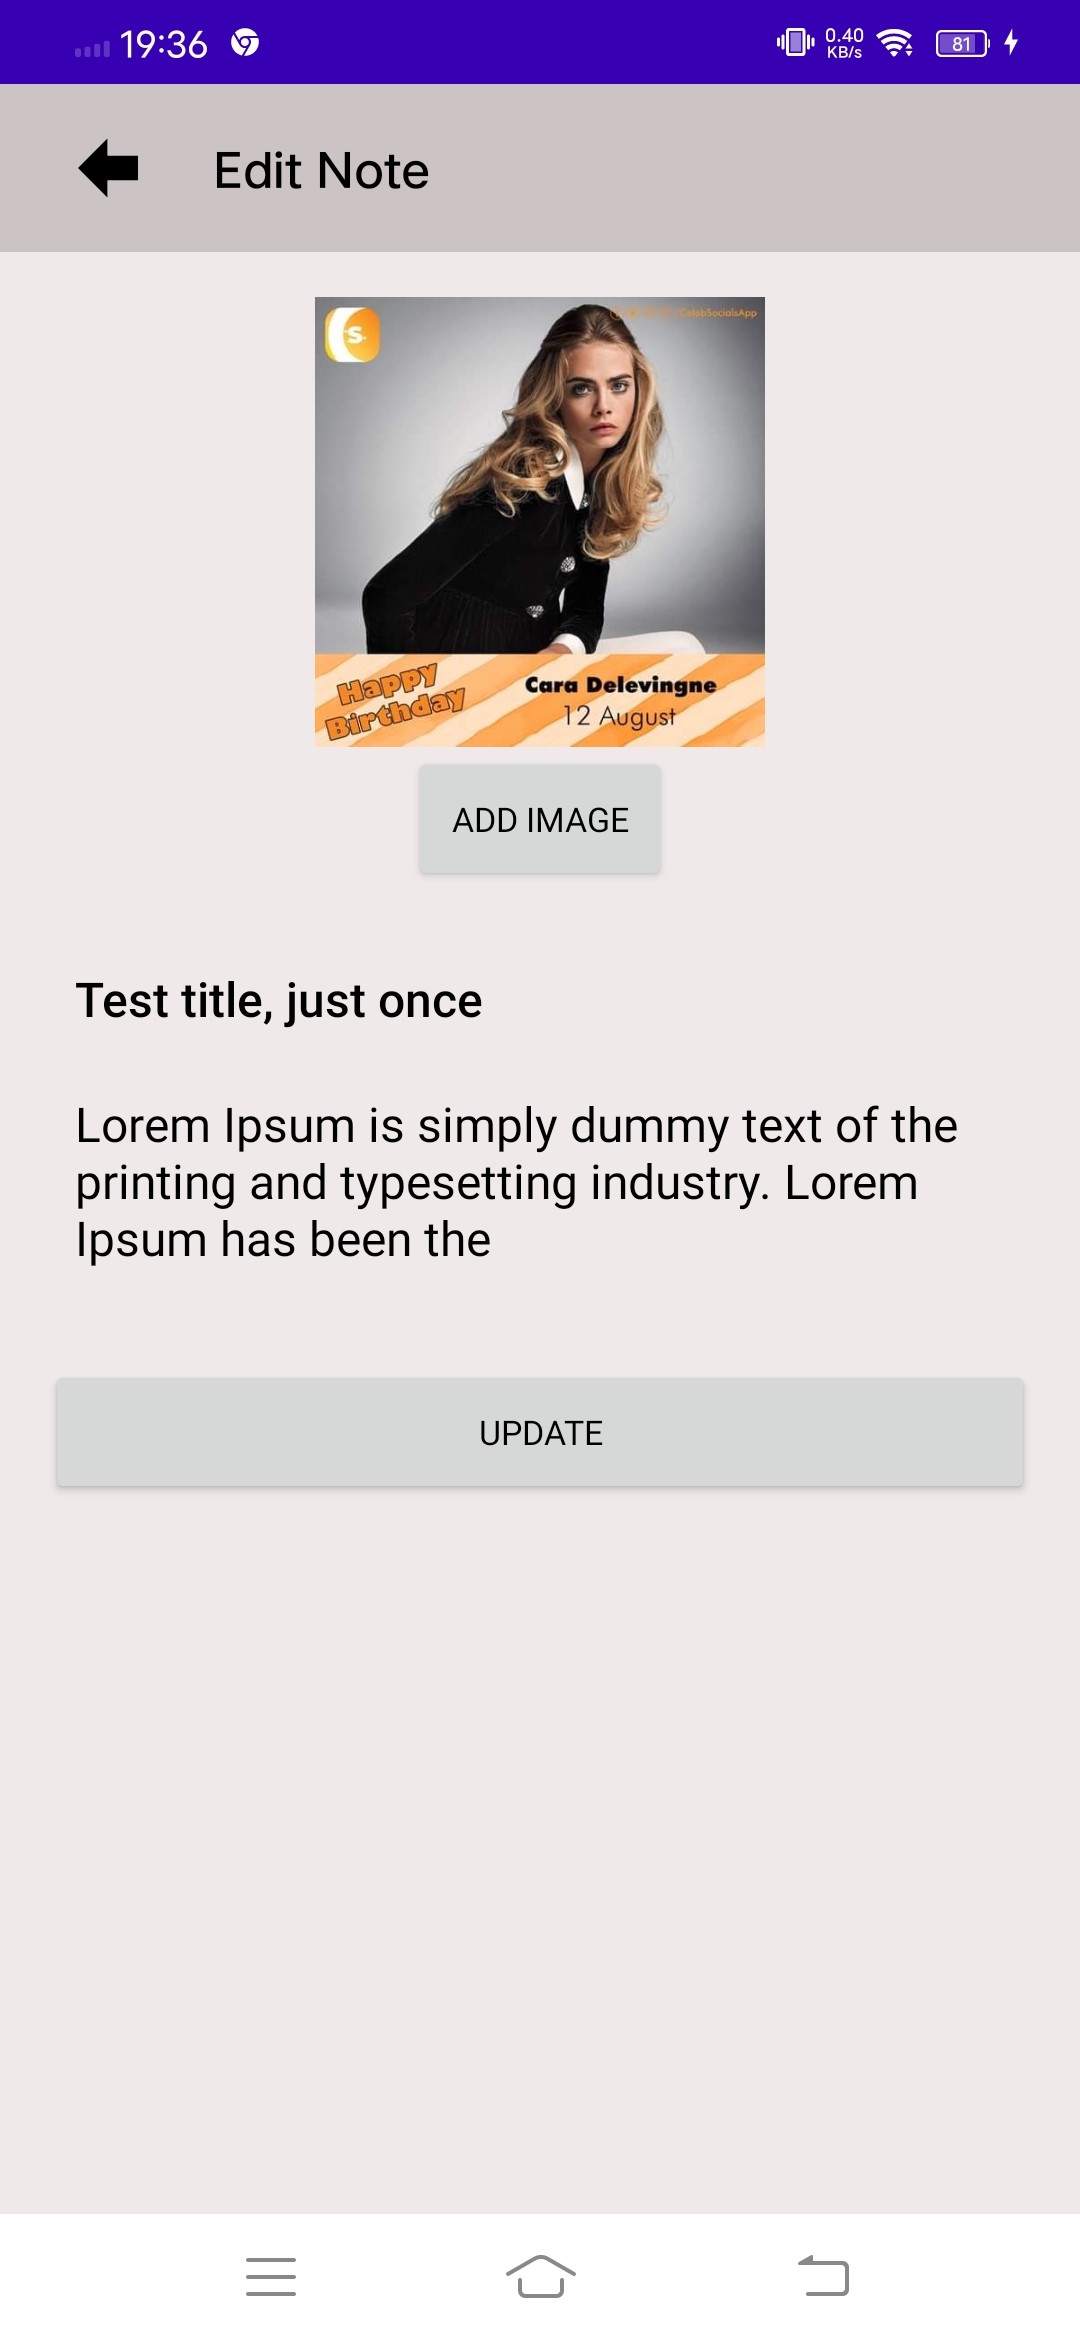 19:36
0.40
KB/s
81
Edit Note
S
/CelebSocialsApp
Happy
Birthday
Cara Delevingne
12 August
ADD IMAGE
Test title, just once
Lorem Ipsum is simply dummy text of the
printing and typesetting industry. Lorem
Ipsum has been the
UPDATE